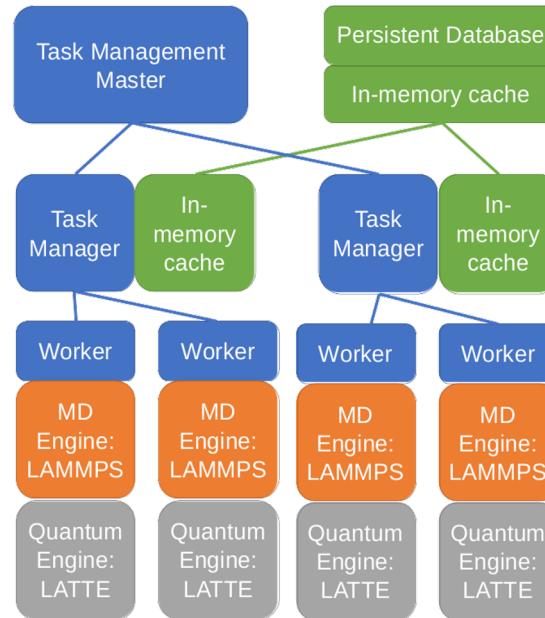 Task Management
Master
Persistent Database
In-memory cache
Task
Manager
In-
memory
cache
Task
Manager
In-
memory
cache
Worker
Worker
Worker
Worker
MD
Engine:
LAMMPS
MD
Engine:
LAMMPS
MD
Engine:
LAMMPS
MD
Engine:
LAMMPS
Quantum
Engine:
LATTE
Quantum
Engine:
LATTE
Quantum
Engine:
LATTE
Quantum
Engine:
LATTE